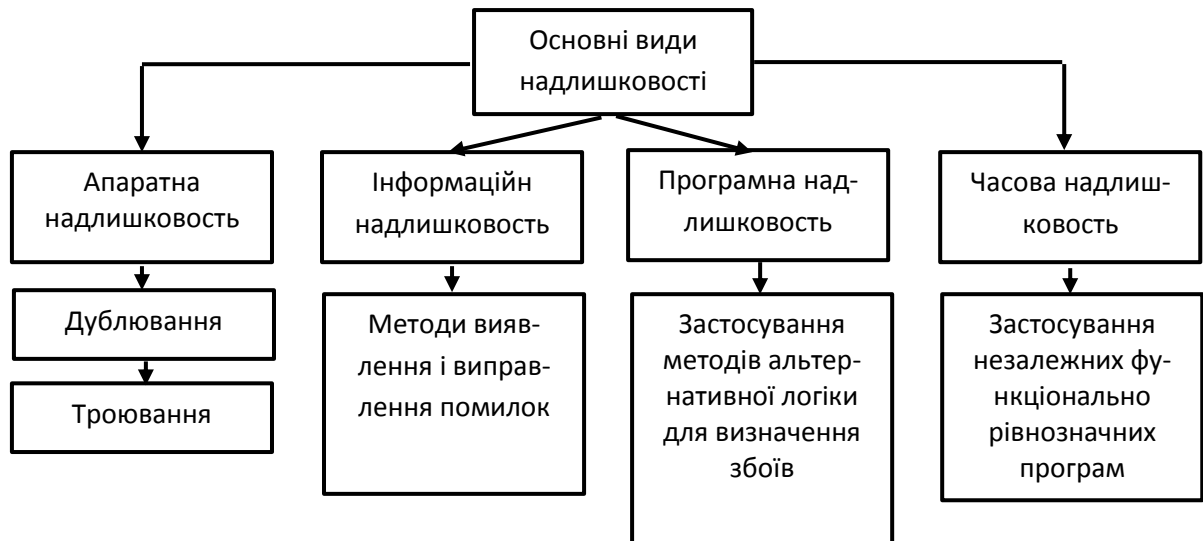 Основні види
надлишковості
Апаратна
надлишковость
Дублювання
Троювання
Інформаційн
надлишковость
Методи вияв-
лення і виправ-
лення помилок
Програмна над-
лишковость
Застосування
методів альтер-
нативної логіки
для визначення
збоїв
Часова надлиш-
ковость
Застосування
незалежних фу-
нкціонально
рівнозначних
програм